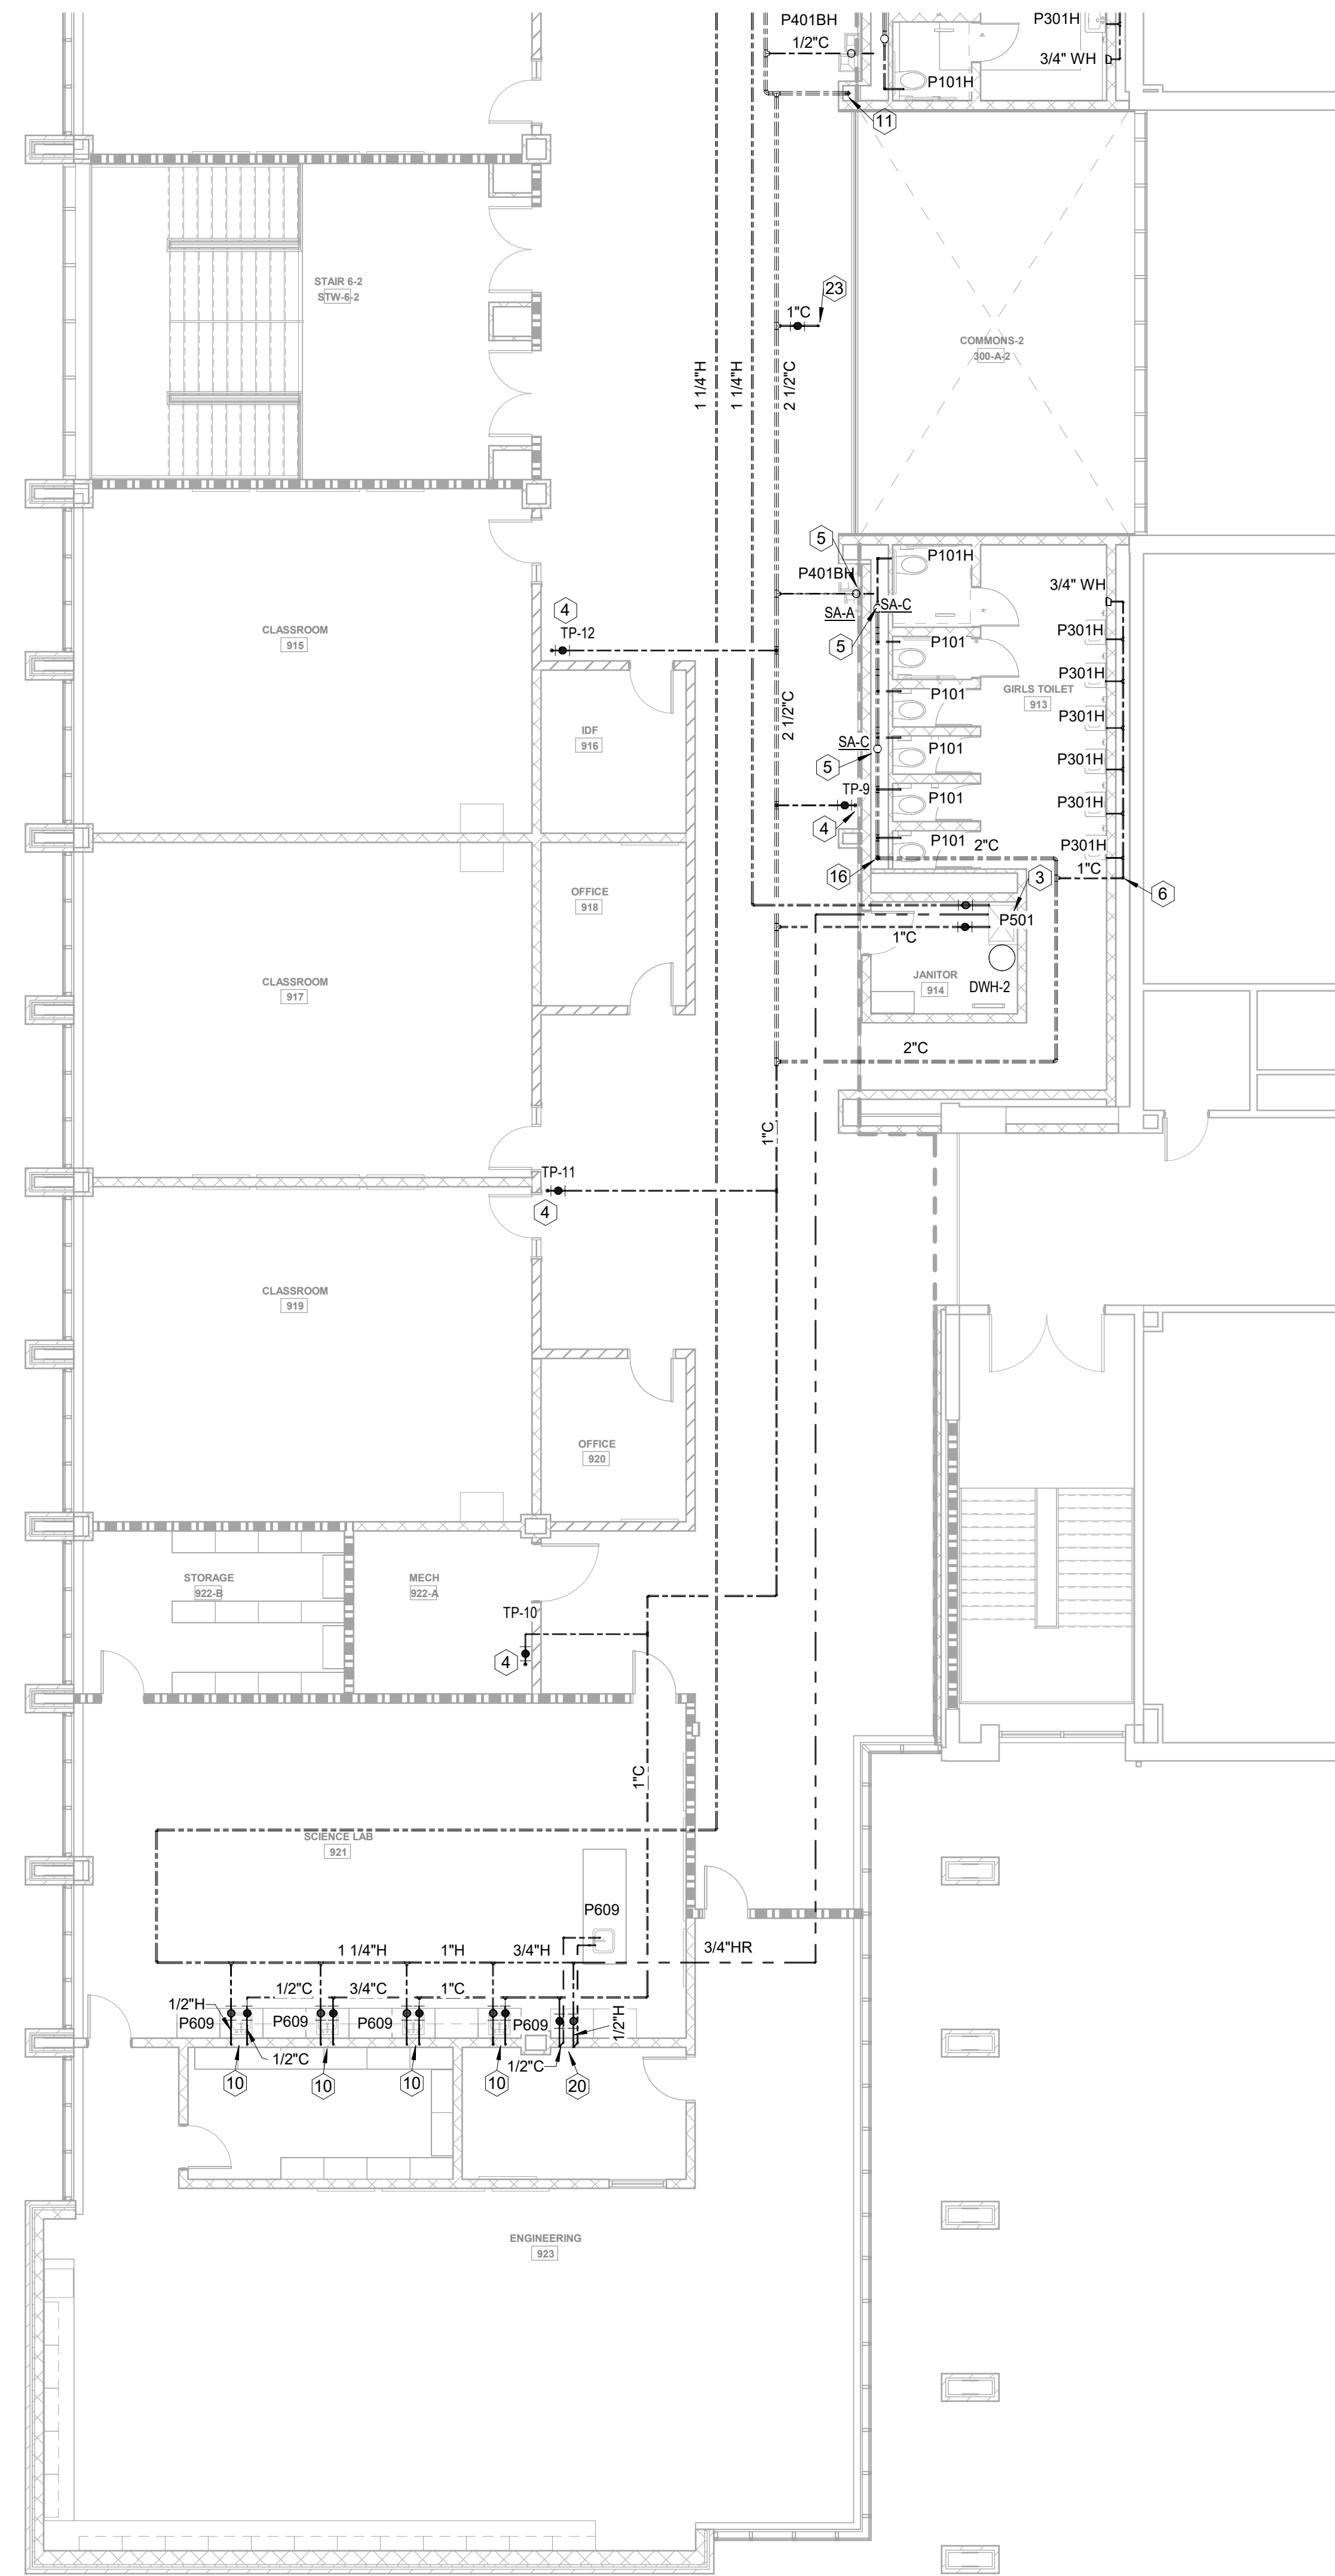 P401BH
P301H
1/2"C
3/4" WH
P101H
11
STAIR 6-2
STW-6-2
23
1"C
COMMONS-2
300-A-2
1 1/4"H
1 1/4"H
2 1/2"C
5
P101H
P401BH
3/4" WH
SA-A
SA-C
4
TP-12
CLASSROOM
915
5
P101
P301H
P301H
GIRLS TOILET
913
P101
P301H
IDF
916
2 1/2"C
SA-C
5
P101
P301H
TP-9
P101
P301H
4
P101
P301H
2"C
16
3
1"C
6
OFFICE
918
P501
1"C
CLASSROOM
917
JANITOR
914
DWH-2
2"C
1"C
TP-11
4
CLASSROOM
919
OFFICE
920
STORAGE
922-B
MECH
922-A
TP-10
4
1"C
SCIENCE LAB
921
P609
1 1/4"H
1"H
3/4"H
3/4"HR
1/2"C
3/4"C
1"C
1/2"H
P609
P609
P609
P609
1/2"H
1/2"C
1/2"C
10
10
10
10
20
ENGINEERING
923